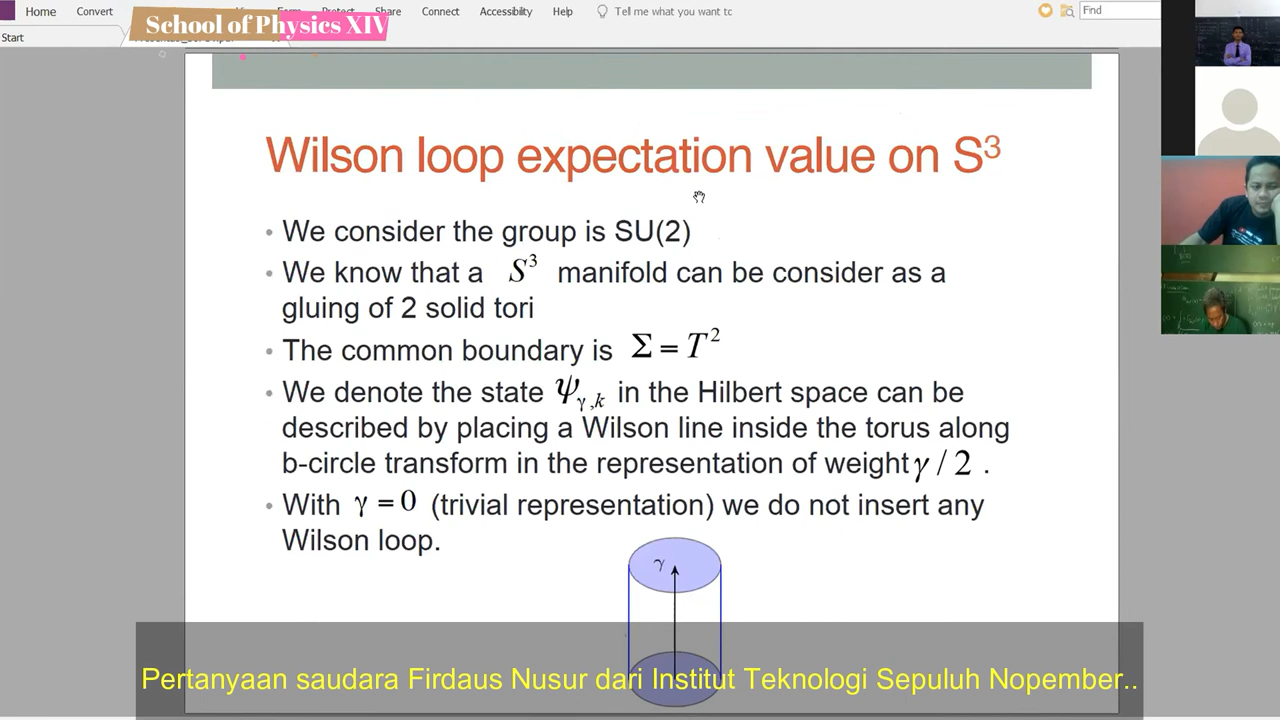 Home Convert Share Connect Accessibility Help Tell me what you want to Find
School of Physics XIV
Start
Wilson loop expectation value on S³
• We consider the group is SU(2)
• We know that a S³ manifold can be consider as a
gluing of 2 solid tori
• The common boundary is Σ = T²
• We denote the state ψγ,k in the Hilbert space can be
described by placing a Wilson line inside the torus along
b-circle transform in the representation of weight γ / 2 .
• With γ = 0 (trivial representation) we do not insert any
Wilson loop.
γ
Pertanyaan saudara Firdaus Nusur dari Institut Teknologi Sepuluh Nopember..